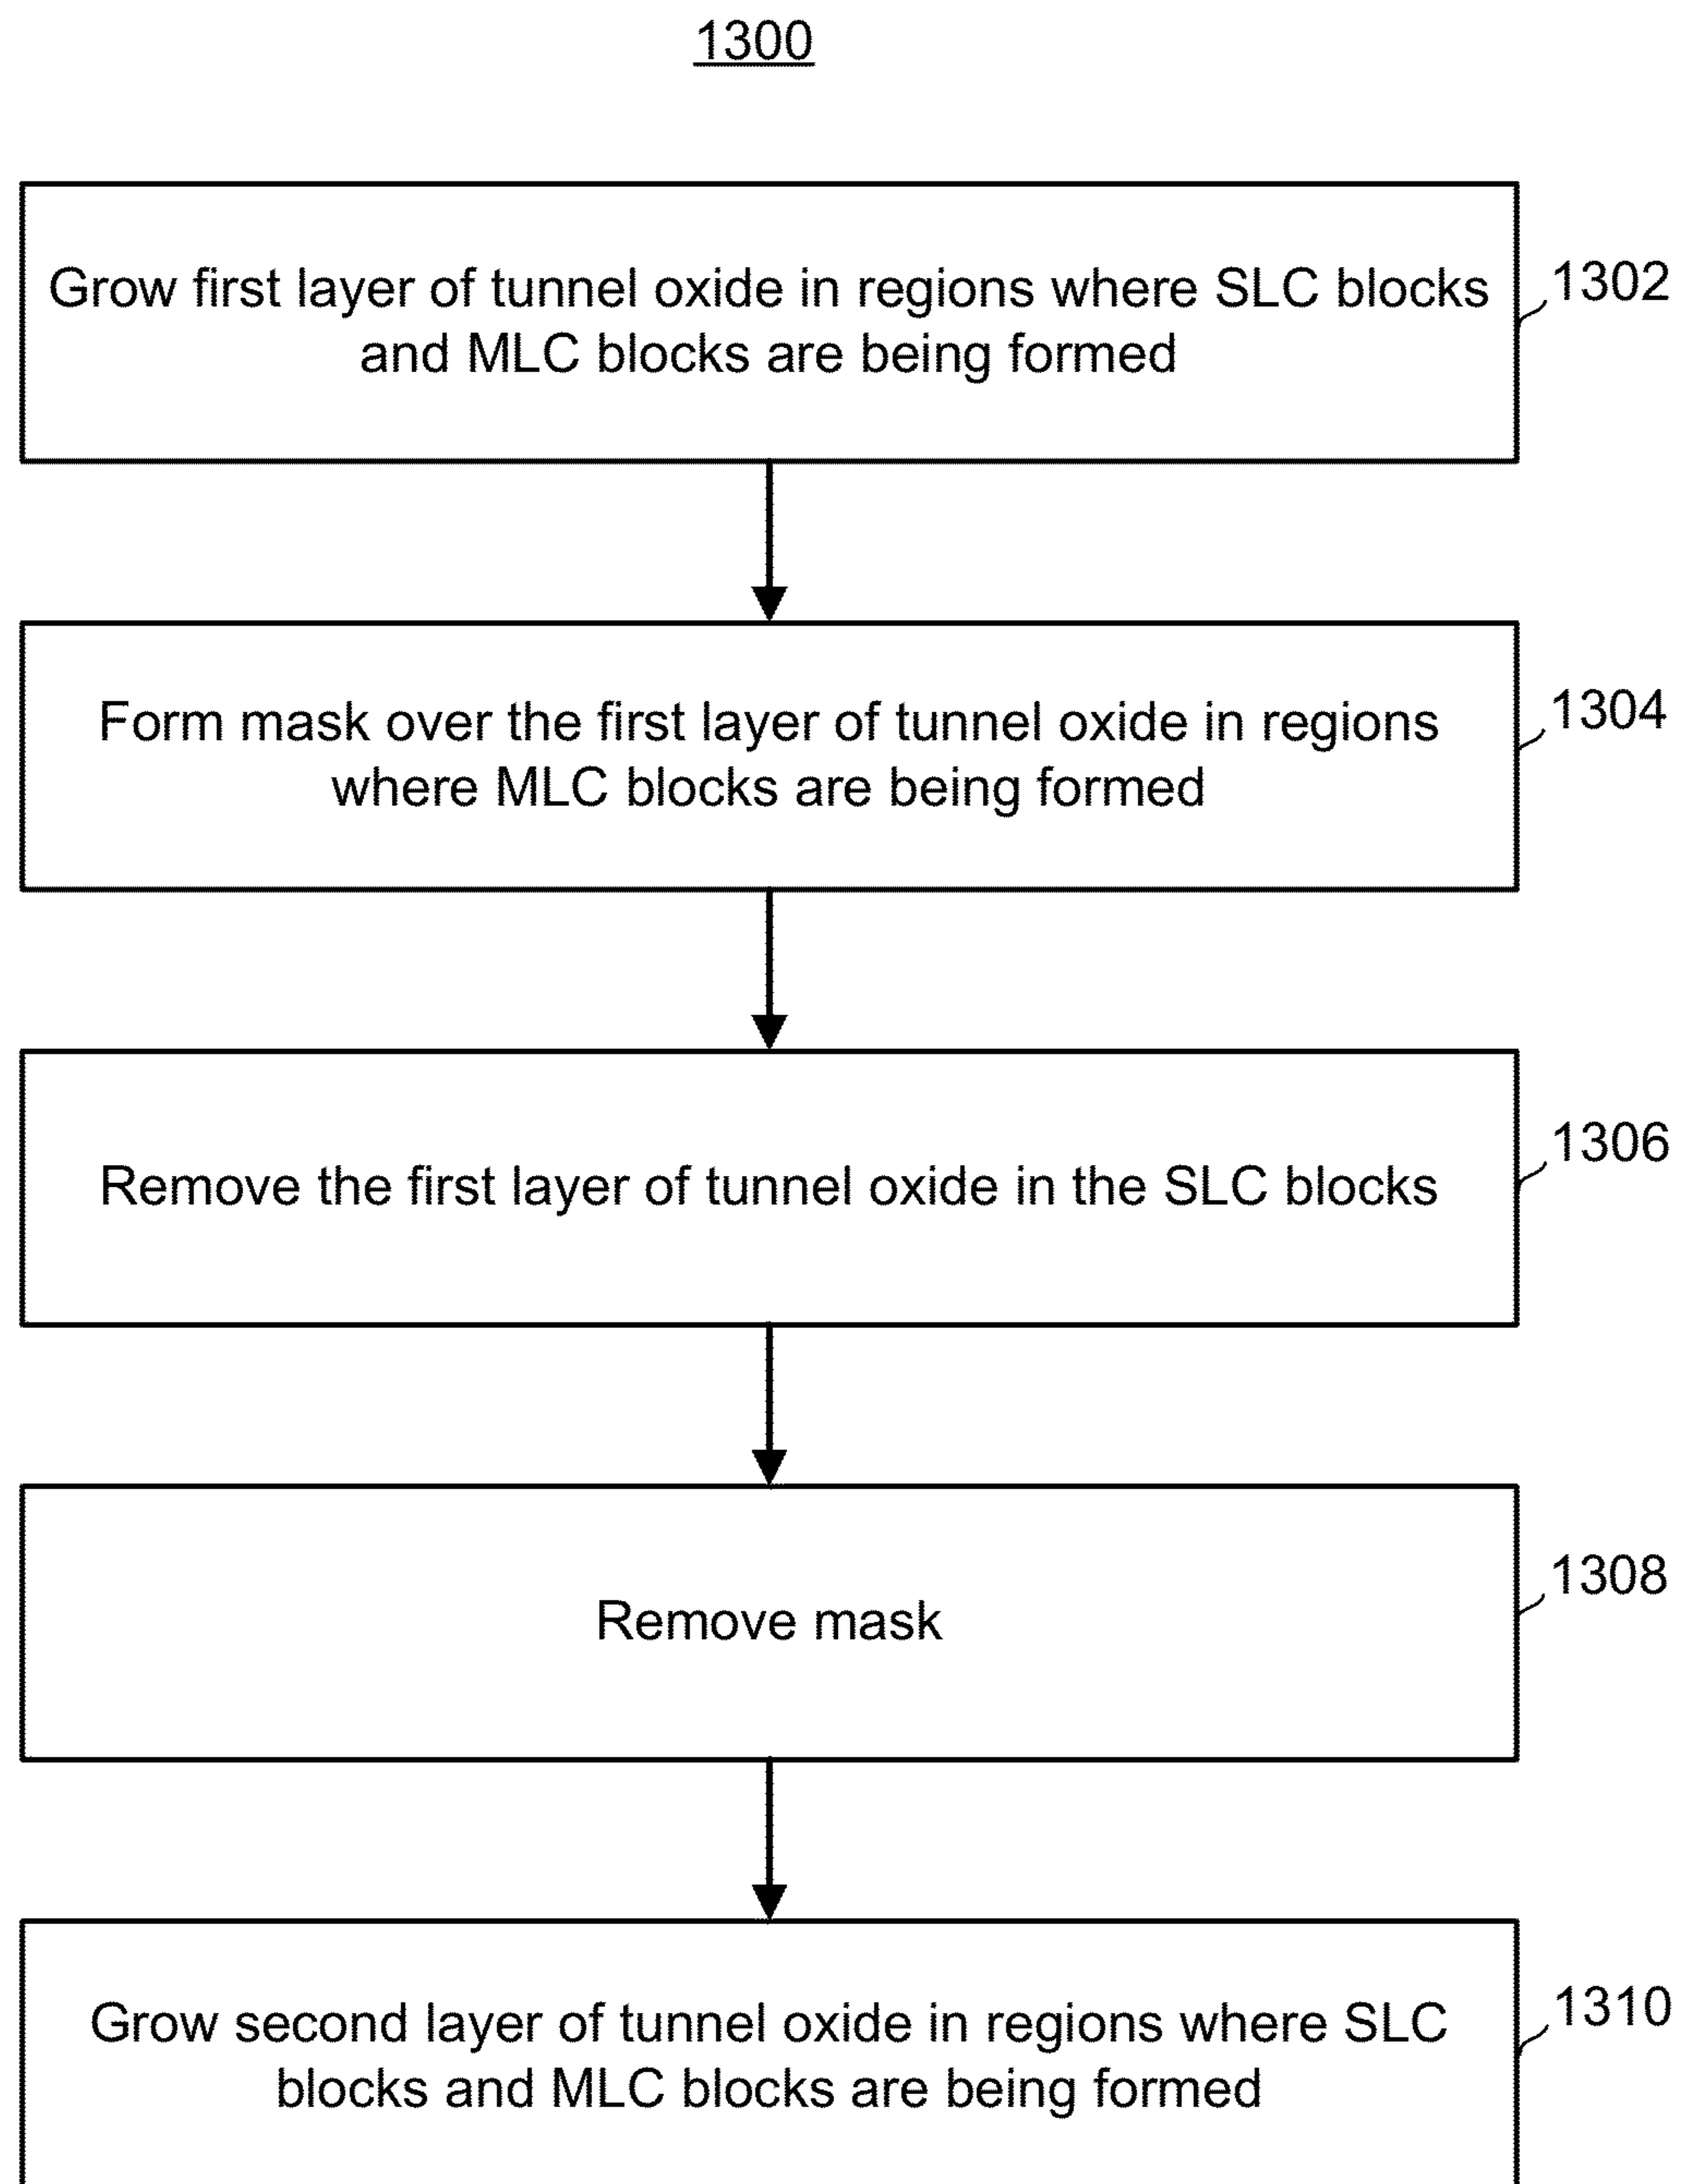 1300
Grow first layer of tunnel oxide in regions where SLC blocks
and MLC blocks are being formed
1302
Form mask over the first layer of tunnel oxide in regions
where MLC blocks are being formed
1304
Remove the first layer of tunnel oxide in the SLC blocks
1306
Remove mask
1308
Grow second layer of tunnel oxide in regions where SLC
blocks and MLC blocks are being formed
1310